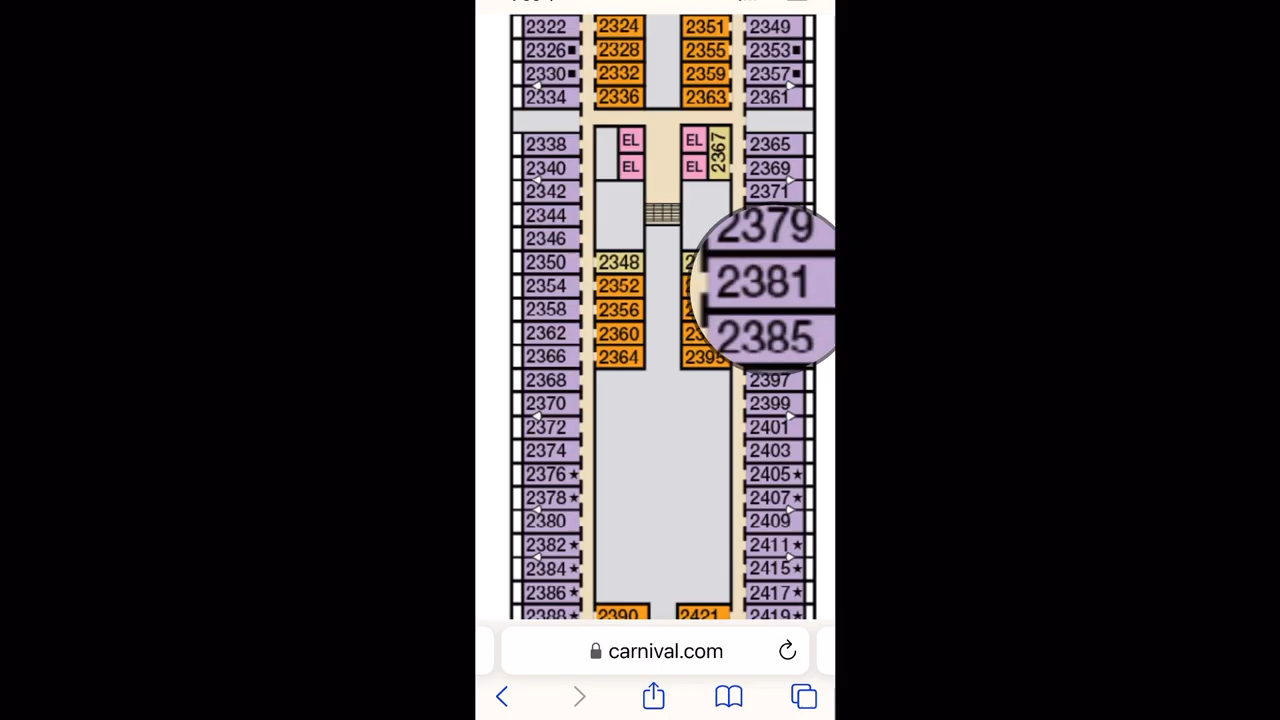 2322 2324 2351 2349
2326■ 2328 2355 2353■
2330■ 2332 2359 2357■
2334 2336 2363 2361
2338 EL EL 2367 2365
2340 EL EL 2369
2342 2371
2344
2379
2346
2350 2348
2354 2352 2381
2358 2356
2362 2360 2385
2366 2364 2395
2368 2397
2370 2399
2372 2401
2374 2403
2376★ 2405★
2378★ 2407★
2380 2409
2382★ 2411★
2384★ 2415★
2386★ 2417★
2388★ 2390 2421 2419★
carnival.com